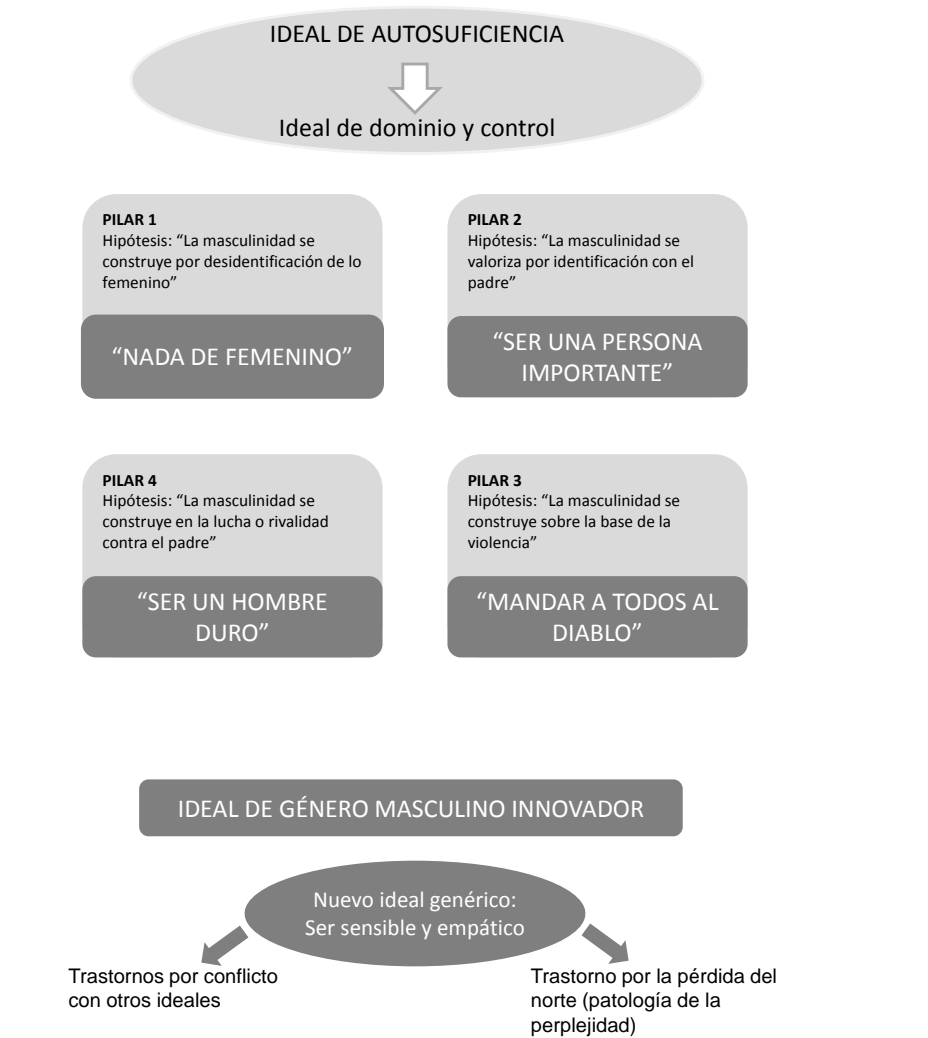 IDEAL DE AUTOSUFICIENCIA
Ideal de dominio y control
PILAR 1
Hipótesis: “La masculinidad se
construye por desidentificación de lo
femenino”
“NADA DE FEMENINO”
PILAR 2
Hipótesis: “La masculinidad se
valoriza por identificación con el
padre”
“SER UNA PERSONA
IMPORTANTE”
PILAR 4
Hipótesis: “La masculinidad se
construye en la lucha o rivalidad
contra el padre”
“SER UN HOMBRE
DURO”
PILAR 3
Hipótesis: “La masculinidad se
construye sobre la base de la
violencia”
“MANDAR A TODOS AL
DIABLO”
IDEAL DE GÉNERO MASCULINO INNOVADOR
Nuevo ideal genérico:
Ser sensible y empático
Trastornos por conflicto
con otros ideales
Trastorno por la pérdida del
norte (patología de la
perplejidad)